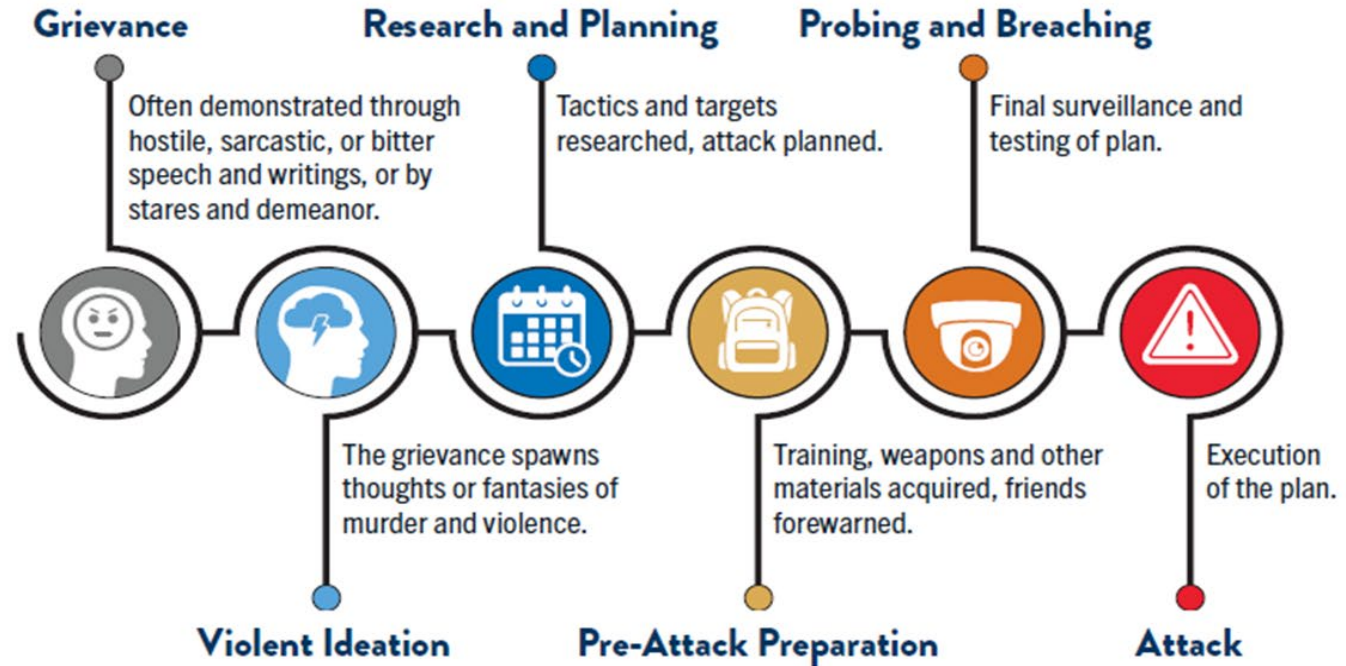 Grievance
Often demonstrated through
hostile, sarcastic, or bitter
speech and writings, or by
stares and demeanor.
Violent Ideation
The grievance spawns
thoughts or fantasies of
murder and violence.
Research and Planning
Tactics and targets
researched, attack planned.
Pre-Attack Preparation
Training, weapons and other
materials acquired, friends
forewarned.
Probing and Breaching
Final surveillance and
testing of plan.
Attack
Execution
of the plan.